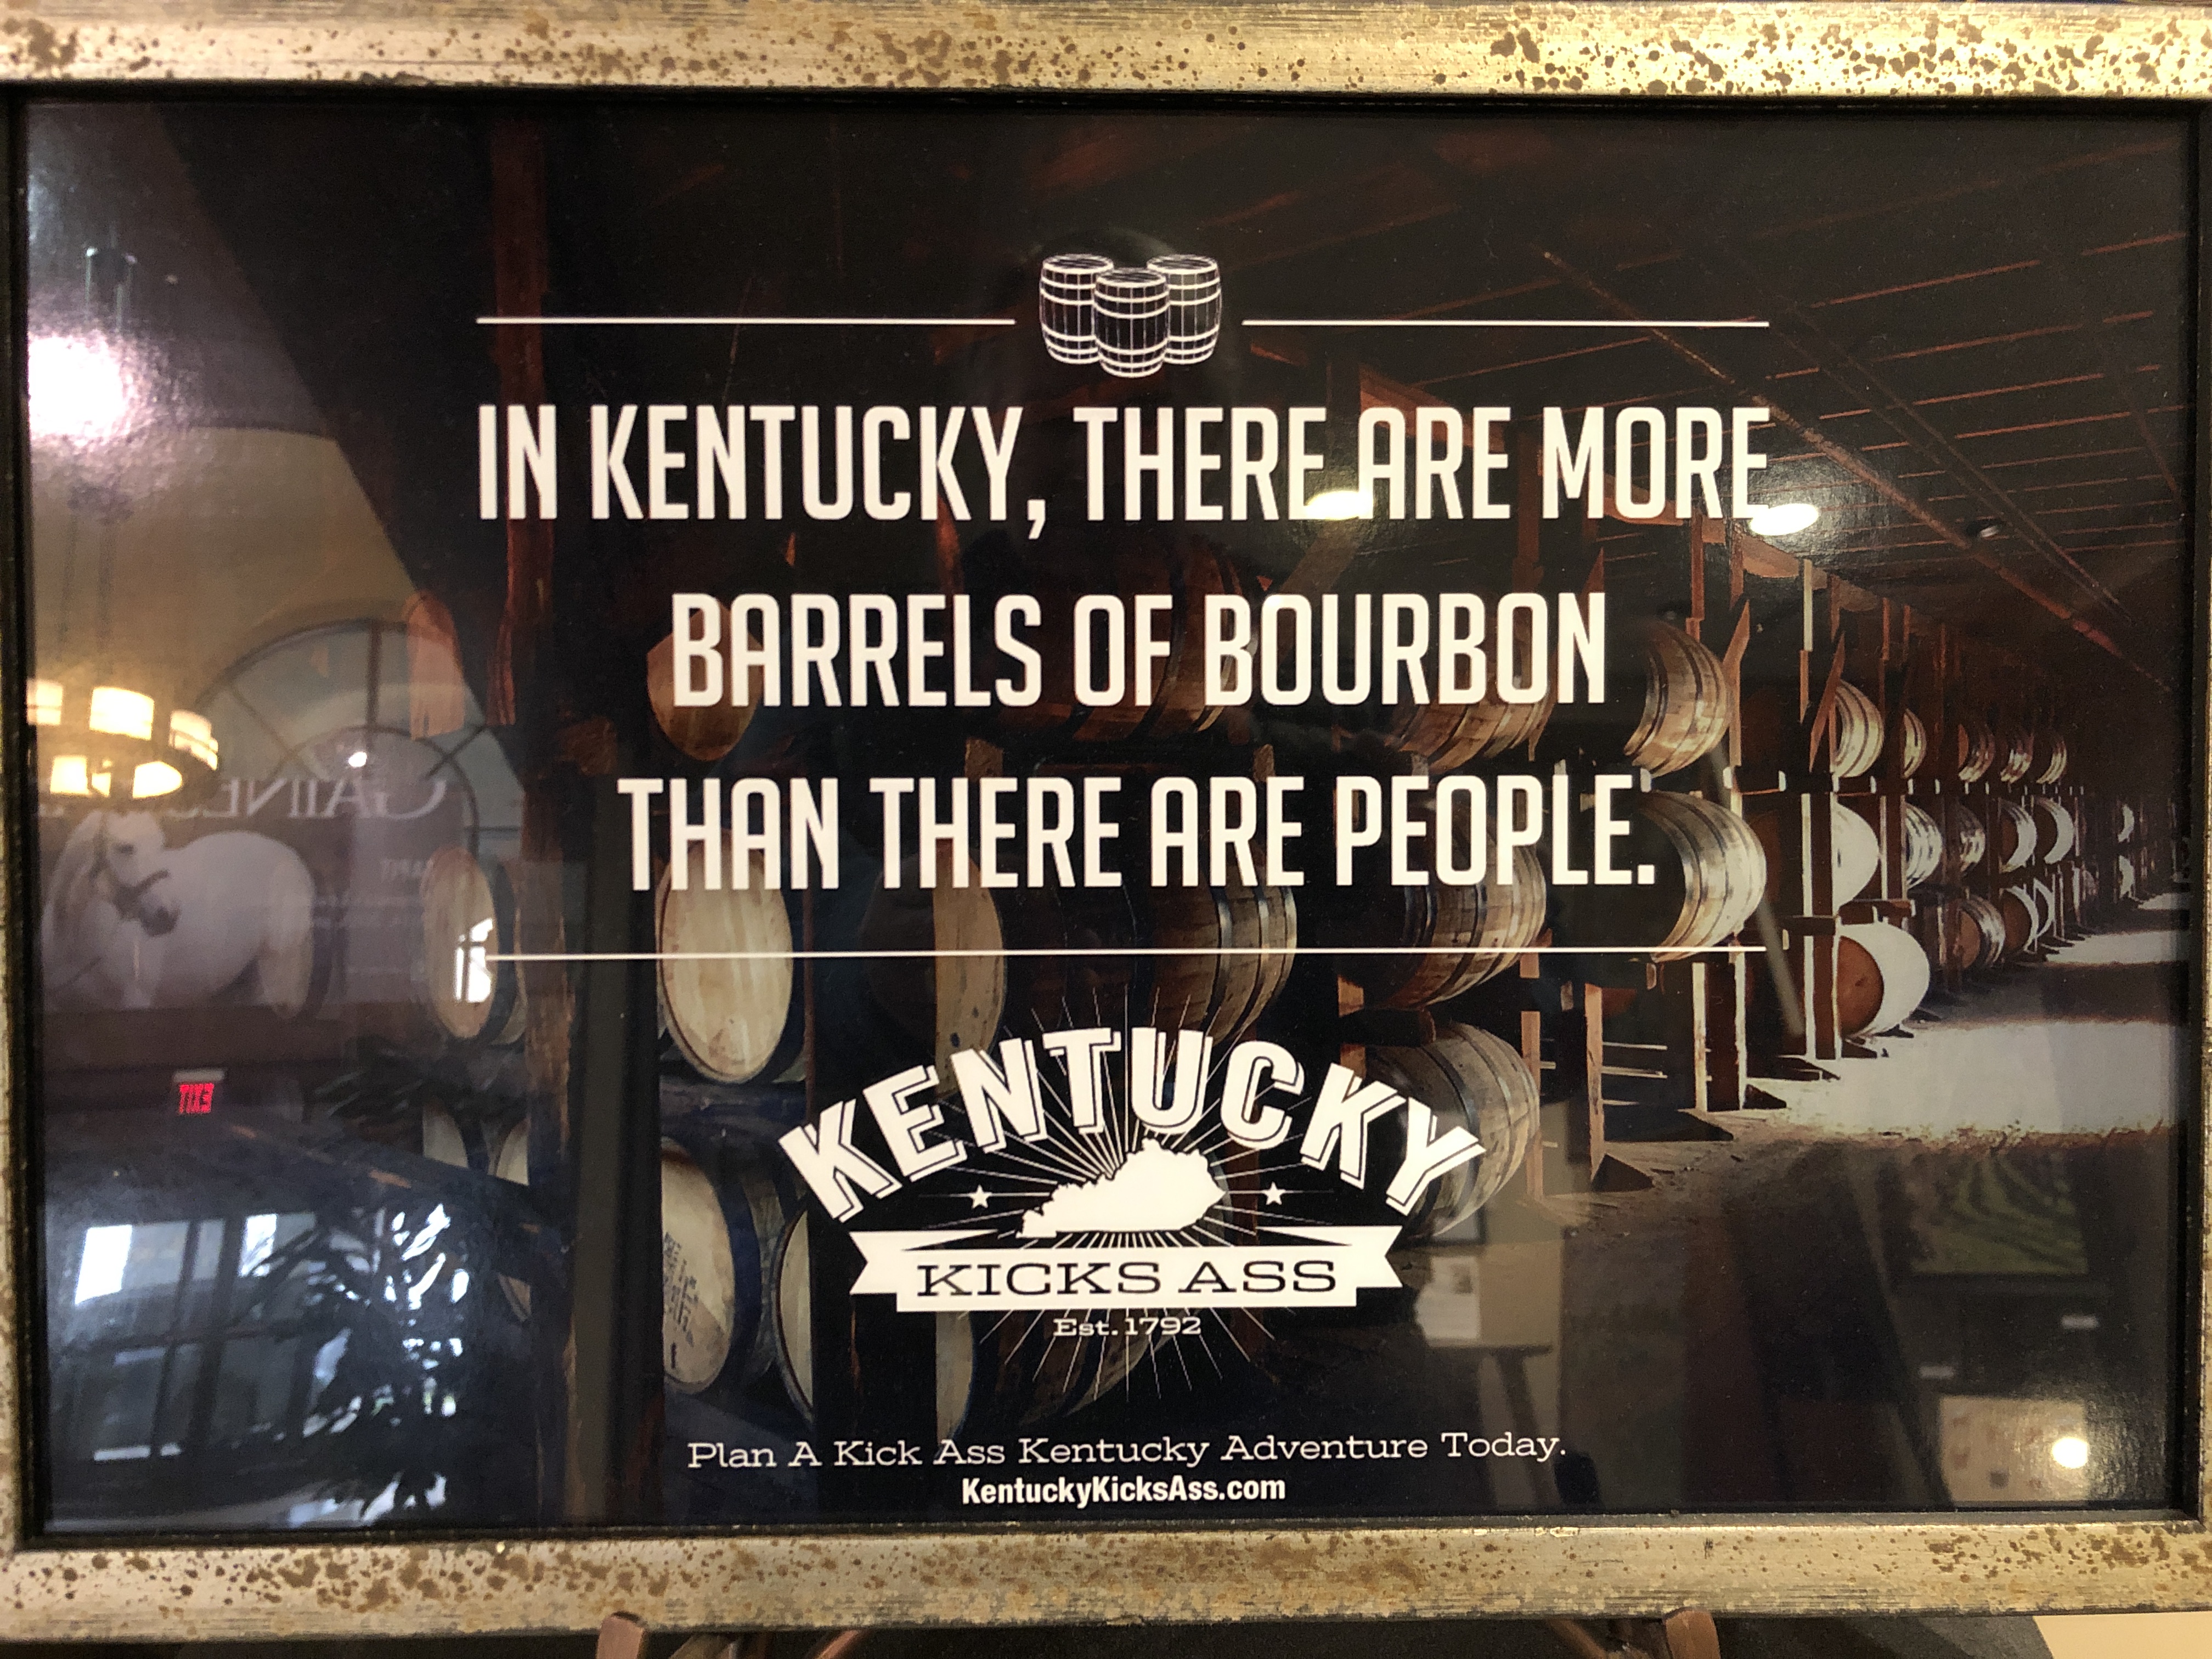 IN KENTUCKY, THERE ARE MORE
BARRELS OF BOURBON
THAN THERE ARE PEOPLE.
KENTUCKY
KICKS ASS
Est. 1792
Plan A Kick Ass Kentucky Adventure Today.
KentuckyKicksAss.com
EXIT